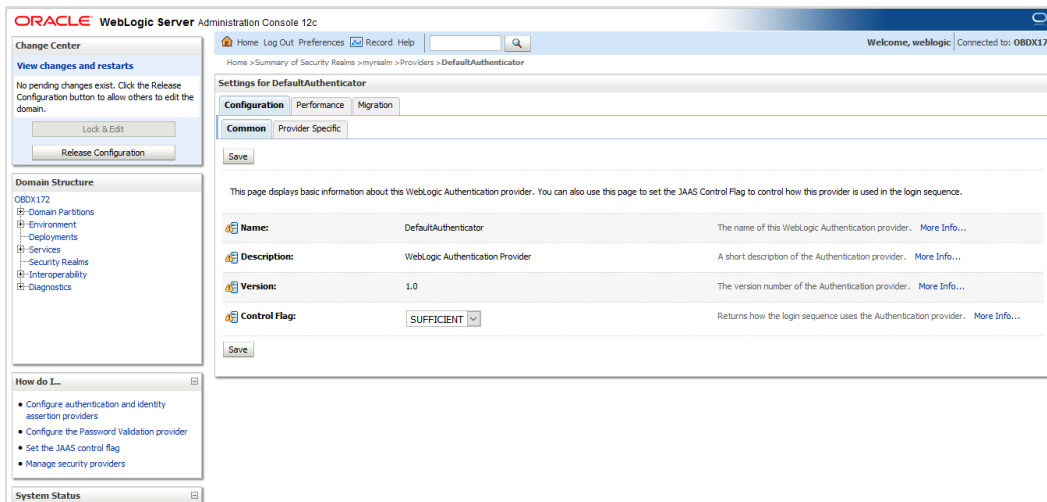 ORACLE WebLogic Server Administration Console 12c
Change Center
View changes and restarts
No pending changes exist. Click the Release
Configuration button to allow others to edit the
domain.
Lock & Edit
Release Configuration
Domain Structure
OBDX172
Domain Partitions
Environment
Deployments
Services
Security Realms
Interoperability
Diagnostics
How do I...
Configure authentication and identity
assertion providers
Configure the Password Validation provider
Set the JAAS control flag
Manage security providers
System Status
Home Log Out Preferences Record Help
Welcome, weblogic Connected to: OBDX17
Home >Summary of Security Realms >myrealm >Providers >DefaultAuthenticator
Settings for DefaultAuthenticator
Configuration Performance Migration
Common Provider Specific
Save
This page displays basic information about this WebLogic Authentication provider. You can also use this page to set the JAAS Control Flag to control how this provider is used in the login sequence.
Name: DefaultAuthenticator The name of this WebLogic Authentication provider. More Info...
Description: WebLogic Authentication Provider A short description of the Authentication provider. More Info...
Version: 1.0 The version number of the Authentication provider. More Info...
Control Flag: SUFFICIENT Returns how the login sequence uses the Authentication provider. More Info...
Save